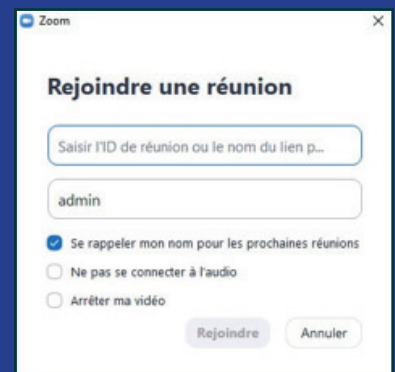 Zoom
Rejoindre une réunion
Saisir l'ID de réunion ou le nom du lien p...
admin
Se rappeler mon nom pour les prochaines réunions
Ne pas se connecter à l'audio
Arrêter ma vidéo
Rejoindre Annuler